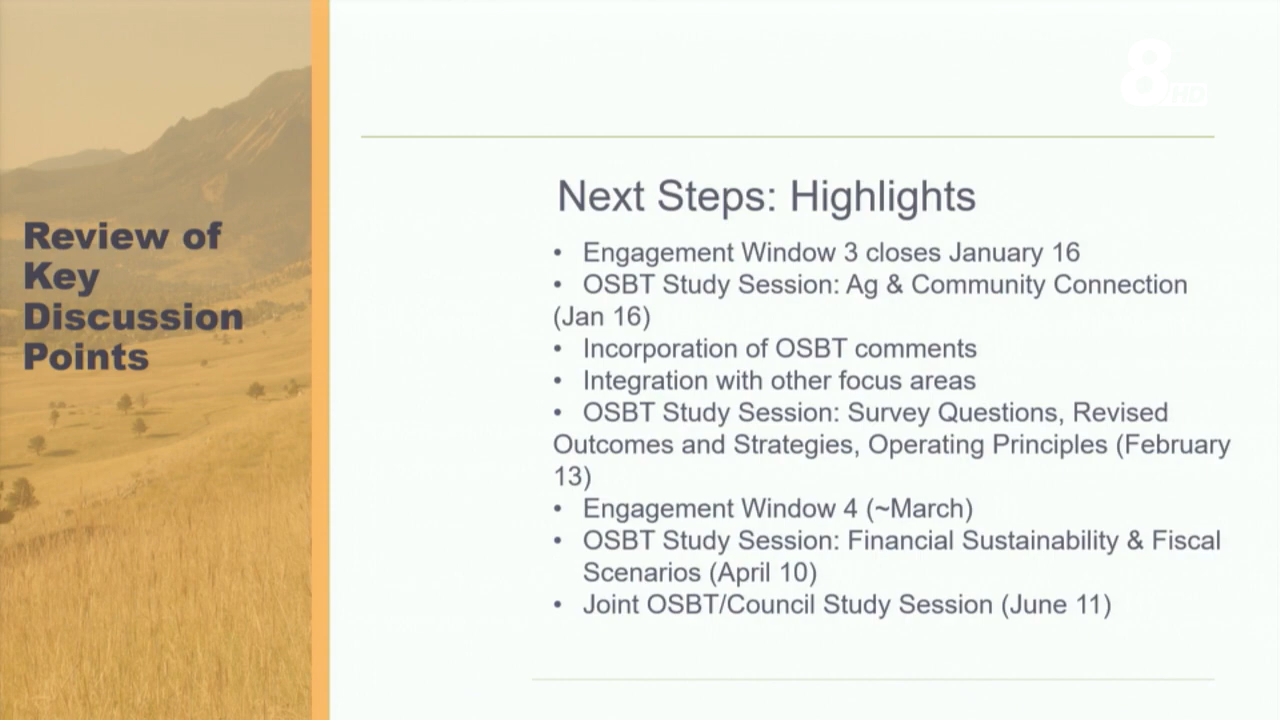 8
HD
Review of
Key
Discussion
Points
Next Steps: Highlights
• Engagement Window 3 closes January 16
• OSBT Study Session: Ag & Community Connection
(Jan 16)
• Incorporation of OSBT comments
• Integration with other focus areas
• OSBT Study Session: Survey Questions, Revised
Outcomes and Strategies, Operating Principles (February
13)
• Engagement Window 4 (~March)
• OSBT Study Session: Financial Sustainability & Fiscal
Scenarios (April 10)
• Joint OSBT/Council Study Session (June 11)